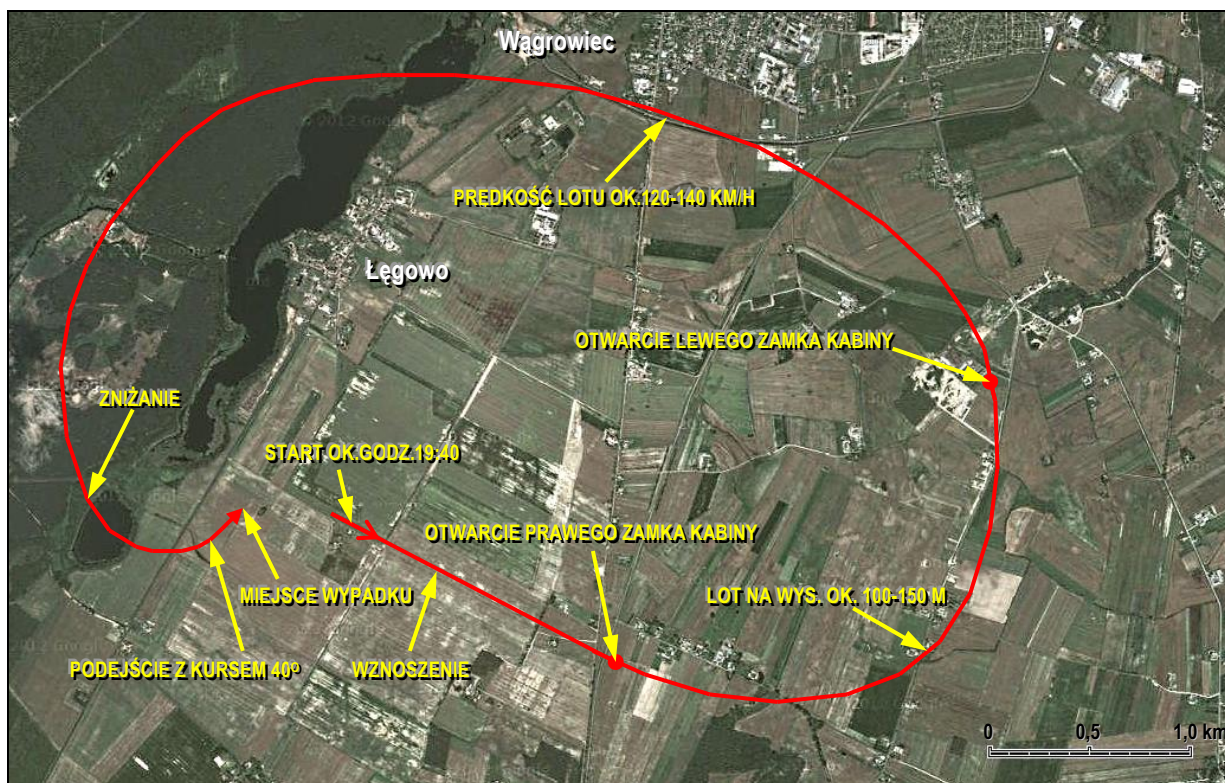 Wągrowiec
© 2012 Google
PRĘDKOŚĆ LOTU OK.120-140 KM/H
Łęgowo
OTWARCIE LEWEGO ZAMKA KABINY
ZNIŻANIE
START OK.GODZ.19:40
OTWARCIE PRAWEGO ZAMKA KABINY
MIEJSCE WYPADKU
LOT NA WYS. OK. 100-150 M
PODEJŚCIE Z KURSEM 40º
WZNOSZENIE
0 0,5 1,0 km